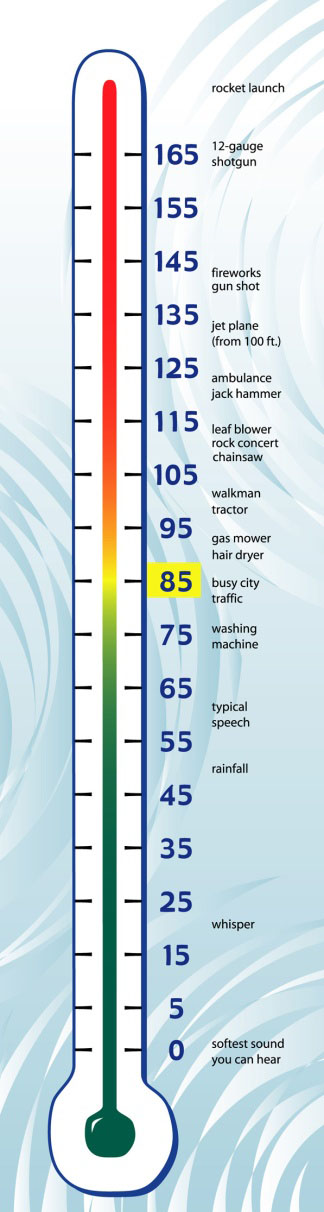 rocket launch
165 12-gauge
shotgun
155
145
fireworks
gun shot
135
jet plane
(from 100 ft.)
125
ambulance
jack hammer
115
leaf blower
rock concert
chainsaw
105
walkman
tractor
95
gas mower
hair dryer
85 busy city
traffic
75 washing
machine
65
typical
speech
55
rainfall
45
35
25
whisper
15
5
0 softest sound
you can hear